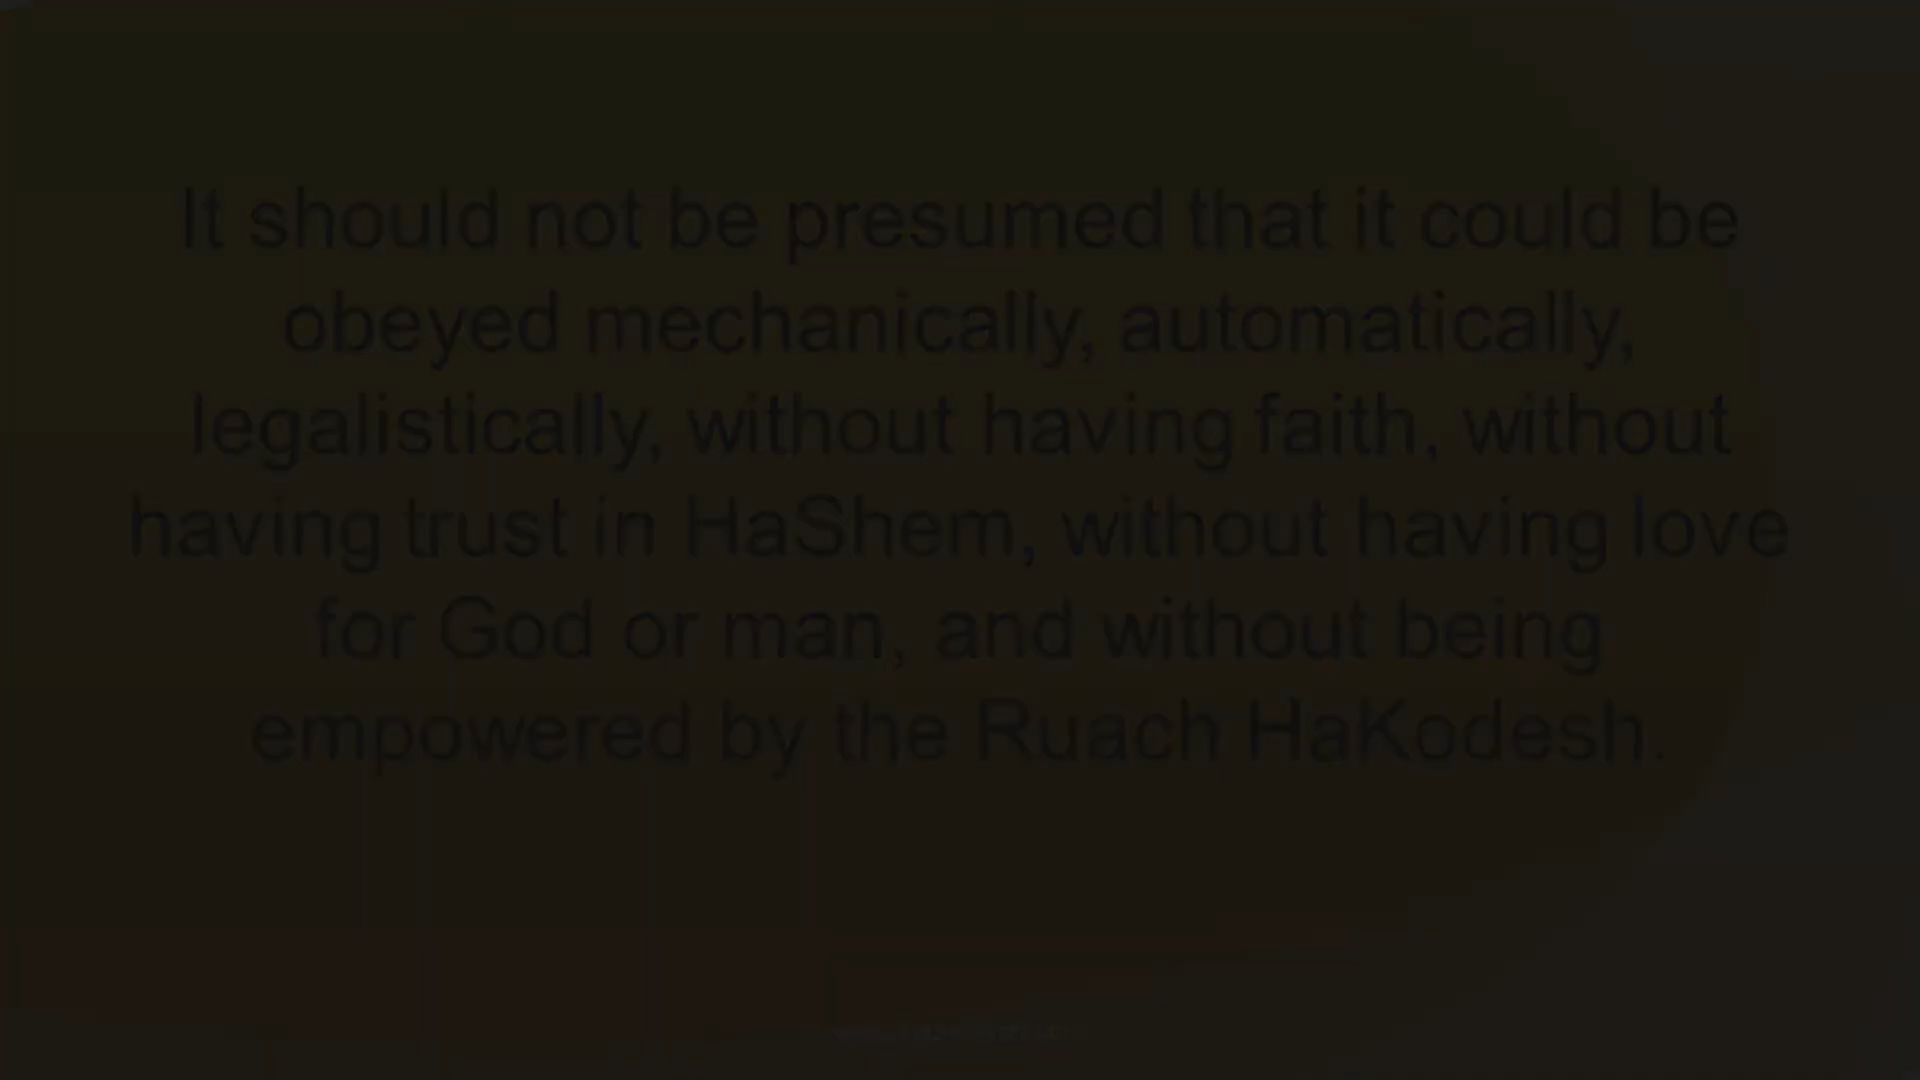 It should not be presumed that it could be
obeyed mechanically, automatically,
legalistically, without having faith, without
having trust in HaShem, without having love
for God or man, and without being
empowered by the Ruach HaKodesh.